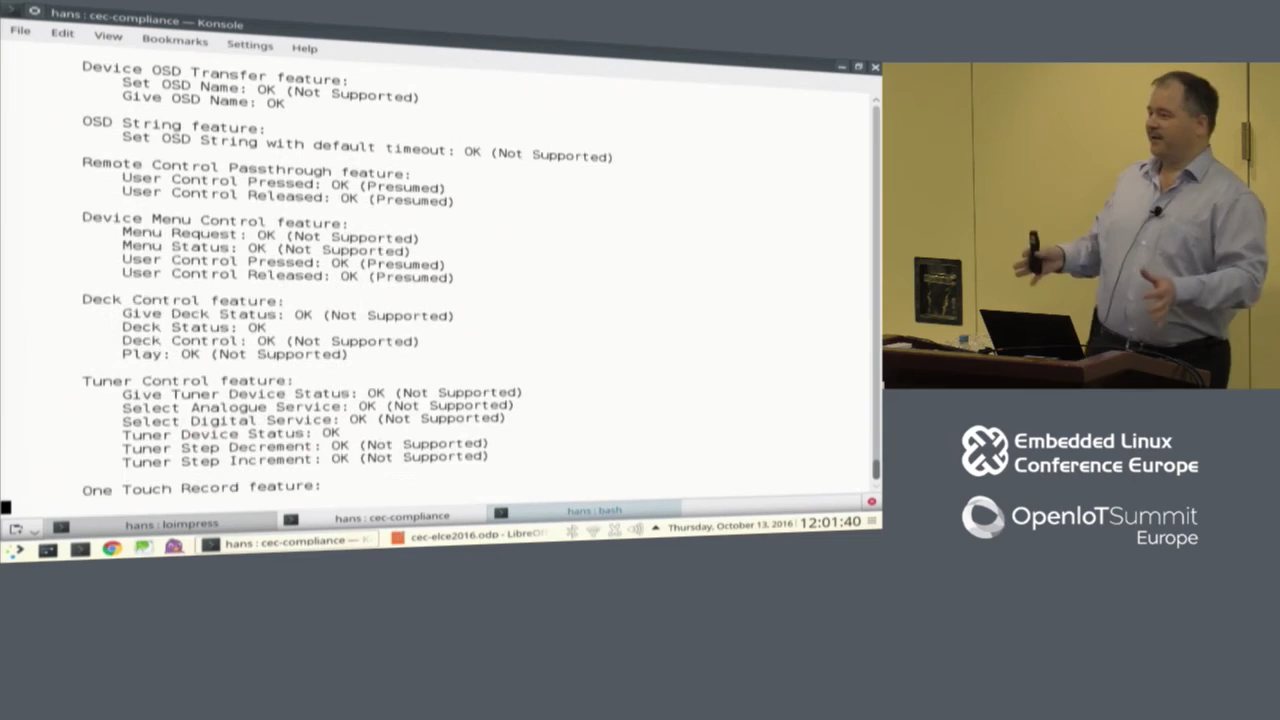 hans : cec-compliance — Konsole
File Edit View Bookmarks Settings Help
Device OSD Transfer feature:
Set OSD Name: OK (Not Supported)
Give OSD Name: OK
OSD String feature:
Set OSD String with default timeout: OK (Not Supported)
Remote Control Passthrough feature:
User Control Pressed: OK (Presumed)
User Control Released: OK (Presumed)
Device Menu Control feature:
Menu Request: OK (Not Supported)
Menu Status: OK (Not Supported)
User Control Pressed: OK (Presumed)
User Control Released: OK (Presumed)
Deck Control feature:
Give Deck Status: OK (Not Supported)
Deck Status: OK
Deck Control: OK (Not Supported)
Play: OK (Not Supported)
Tuner Control feature:
Give Tuner Device Status: OK (Not Supported)
Select Analogue Service: OK (Not Supported)
Select Digital Service: OK (Not Supported)
Tuner Device Status: OK
Tuner Step Decrement: OK (Not Supported)
Tuner Step Increment: OK (Not Supported)
One Touch Record feature:
hans : loimpress hans : cec-compliance hans : bash
hans : cec-compliance — K cec-elce2016.odp - LibreOf Thursday, October 13, 2016 12:01:40
Embedded Linux
Conference Europe
OpenIoTSummit
Europe